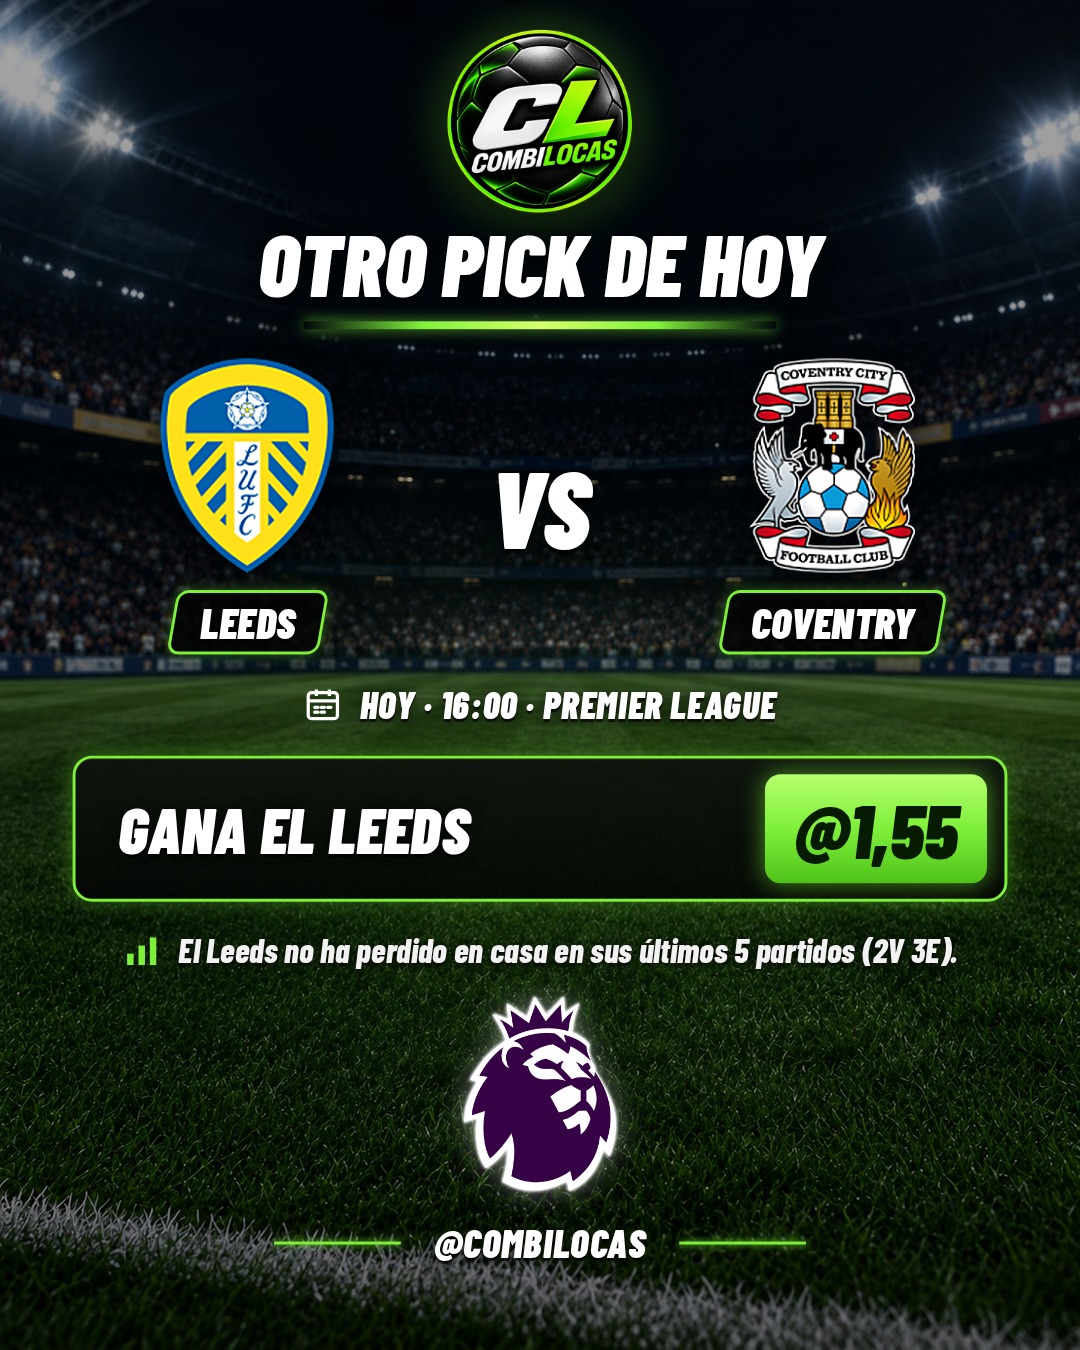 CL
COMBILOCAS
OTRO PICK DE HOY
COVENTRY CITY
LUFC
FOOTBALL CLUB
VS
LEEDS
COVENTRY
HOY · 16:00 · PREMIER LEAGUE
GANA EL LEEDS
@1,55
El Leeds no ha perdido en casa en sus últimos 5 partidos (2V 3E).
@COMBILOCAS